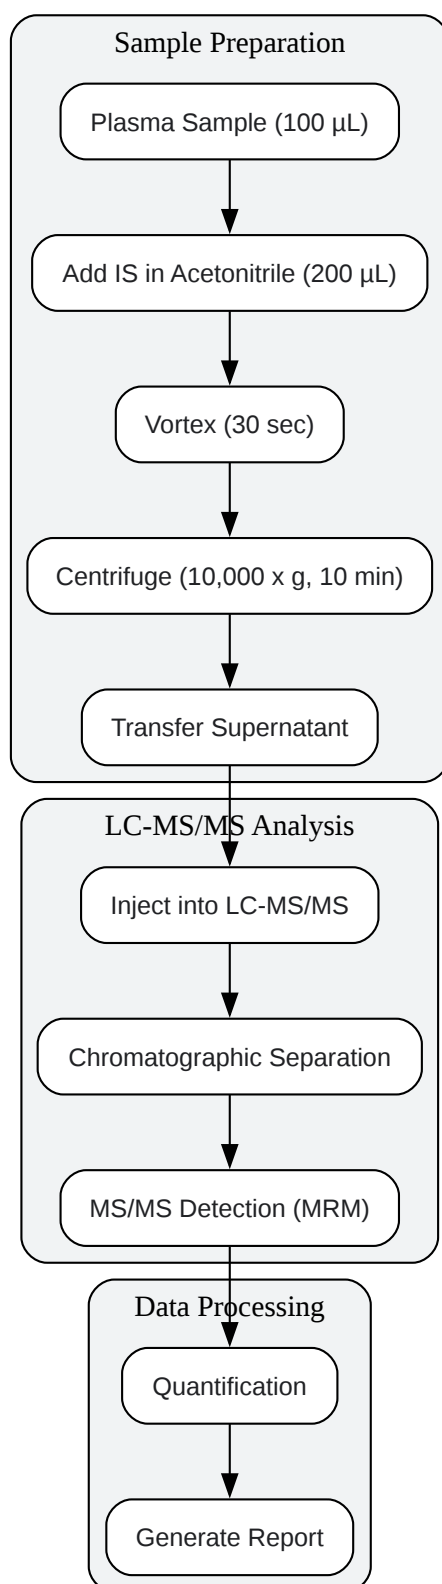 Sample Preparation
Plasma Sample (100 µL)
Add IS in Acetonitrile (200 µL)
Vortex (30 sec)
Centrifuge (10,000 x g, 10 min)
Transfer Supernatant
LC-MS/MS Analysis
Inject into LC-MS/MS
Chromatographic Separation
MS/MS Detection (MRM)
Data Processing
Quantification
Generate Report